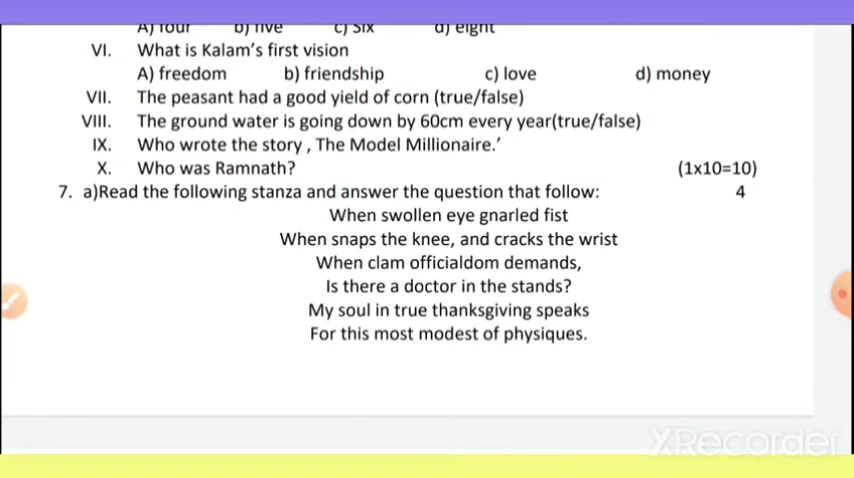 A) four b) five c) Six d) eight
VI. What is Kalam's first vision
A) freedom b) friendship c) love d) money
VII. The peasant had a good yield of corn (true/false)
VIII. The ground water is going down by 60cm every year(true/false)
IX. Who wrote the story , The Model Millionaire.’
X. Who was Ramnath? (1x10=10)
7. a)Read the following stanza and answer the question that follow: 4
When swollen eye gnarled fist
When snaps the knee, and cracks the wrist
When clam officialdom demands,
Is there a doctor in the stands?
My soul in true thanksgiving speaks
For this most modest of physiques.
XRecorder